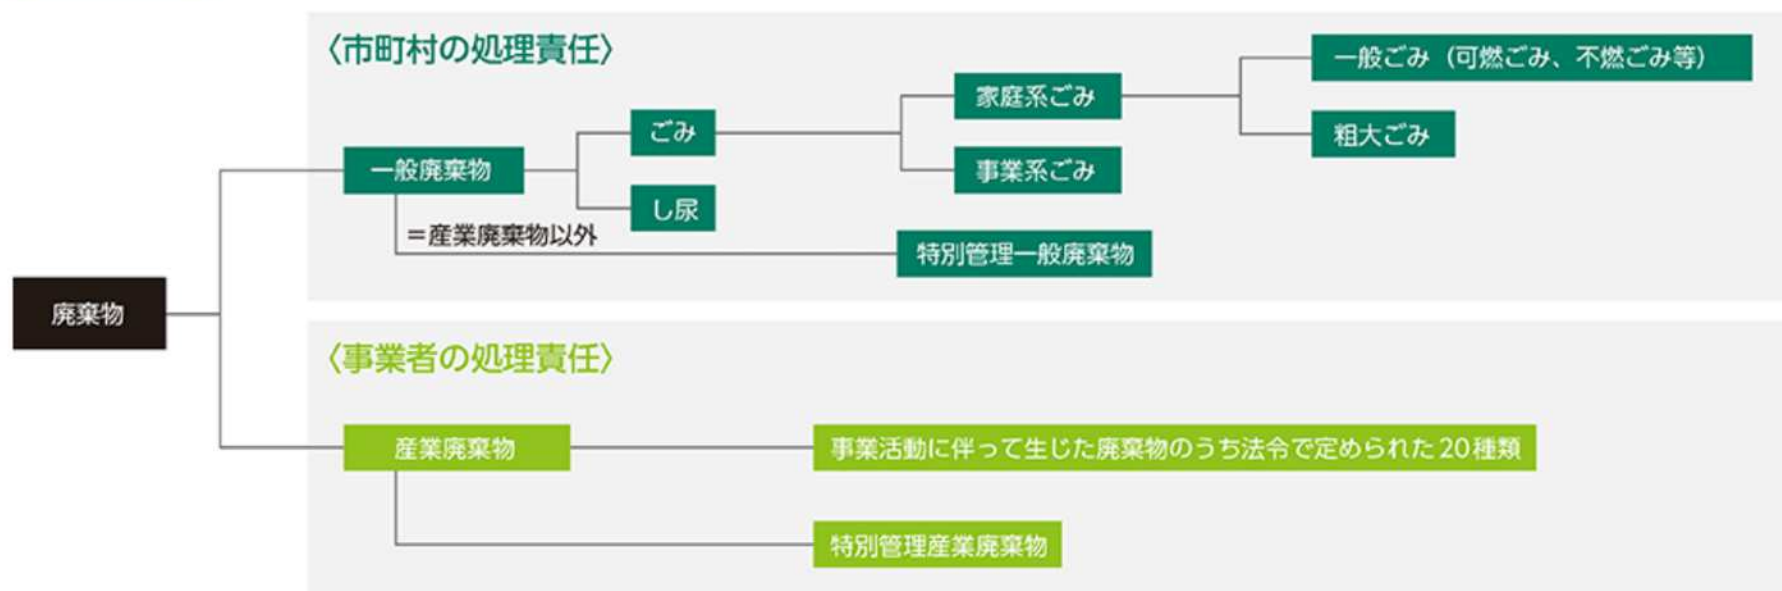 〈市町村の処理責任〉
一般ごみ（可燃ごみ、不燃ごみ等）
家庭系ごみ
ごみ
粗大ごみ
一般廃棄物
事業系ごみ
し尿
＝産業廃棄物以外
特別管理一般廃棄物
廃棄物
〈事業者の処理責任〉
産業廃棄物
事業活動に伴って生じた廃棄物のうち法令で定められた20種類
特別管理産業廃棄物